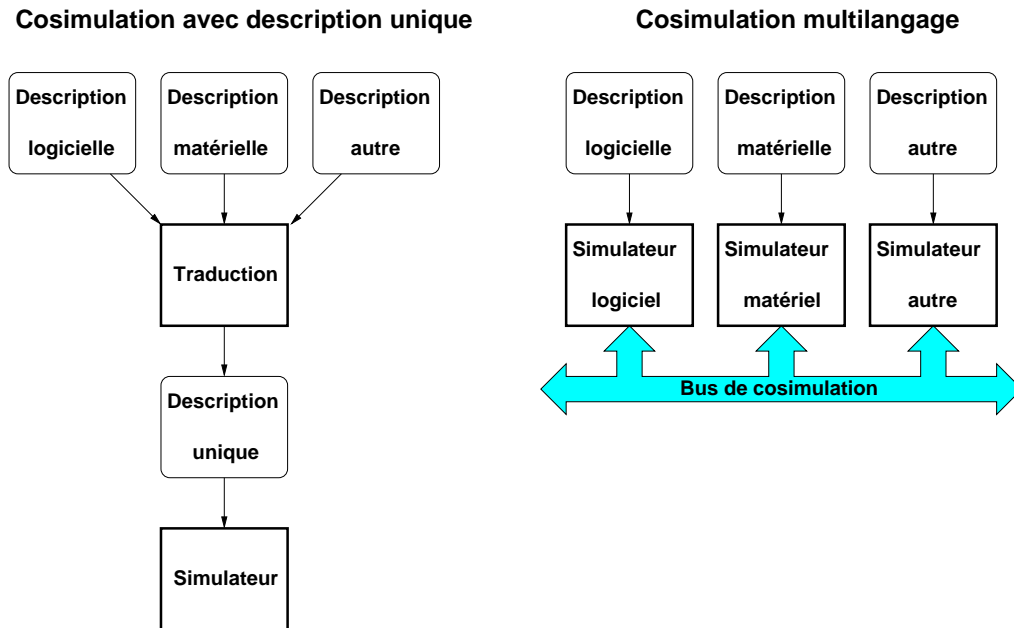 Cosimulation avec description unique
Cosimulation multilangage
Description
logicielle
Description
matérielle
Description
autre
Description
logicielle
Description
matérielle
Description
autre
Traduction
Simulateur
logiciel
Simulateur
matériel
Simulateur
autre
Bus de cosimulation
Description
unique
Simulateur